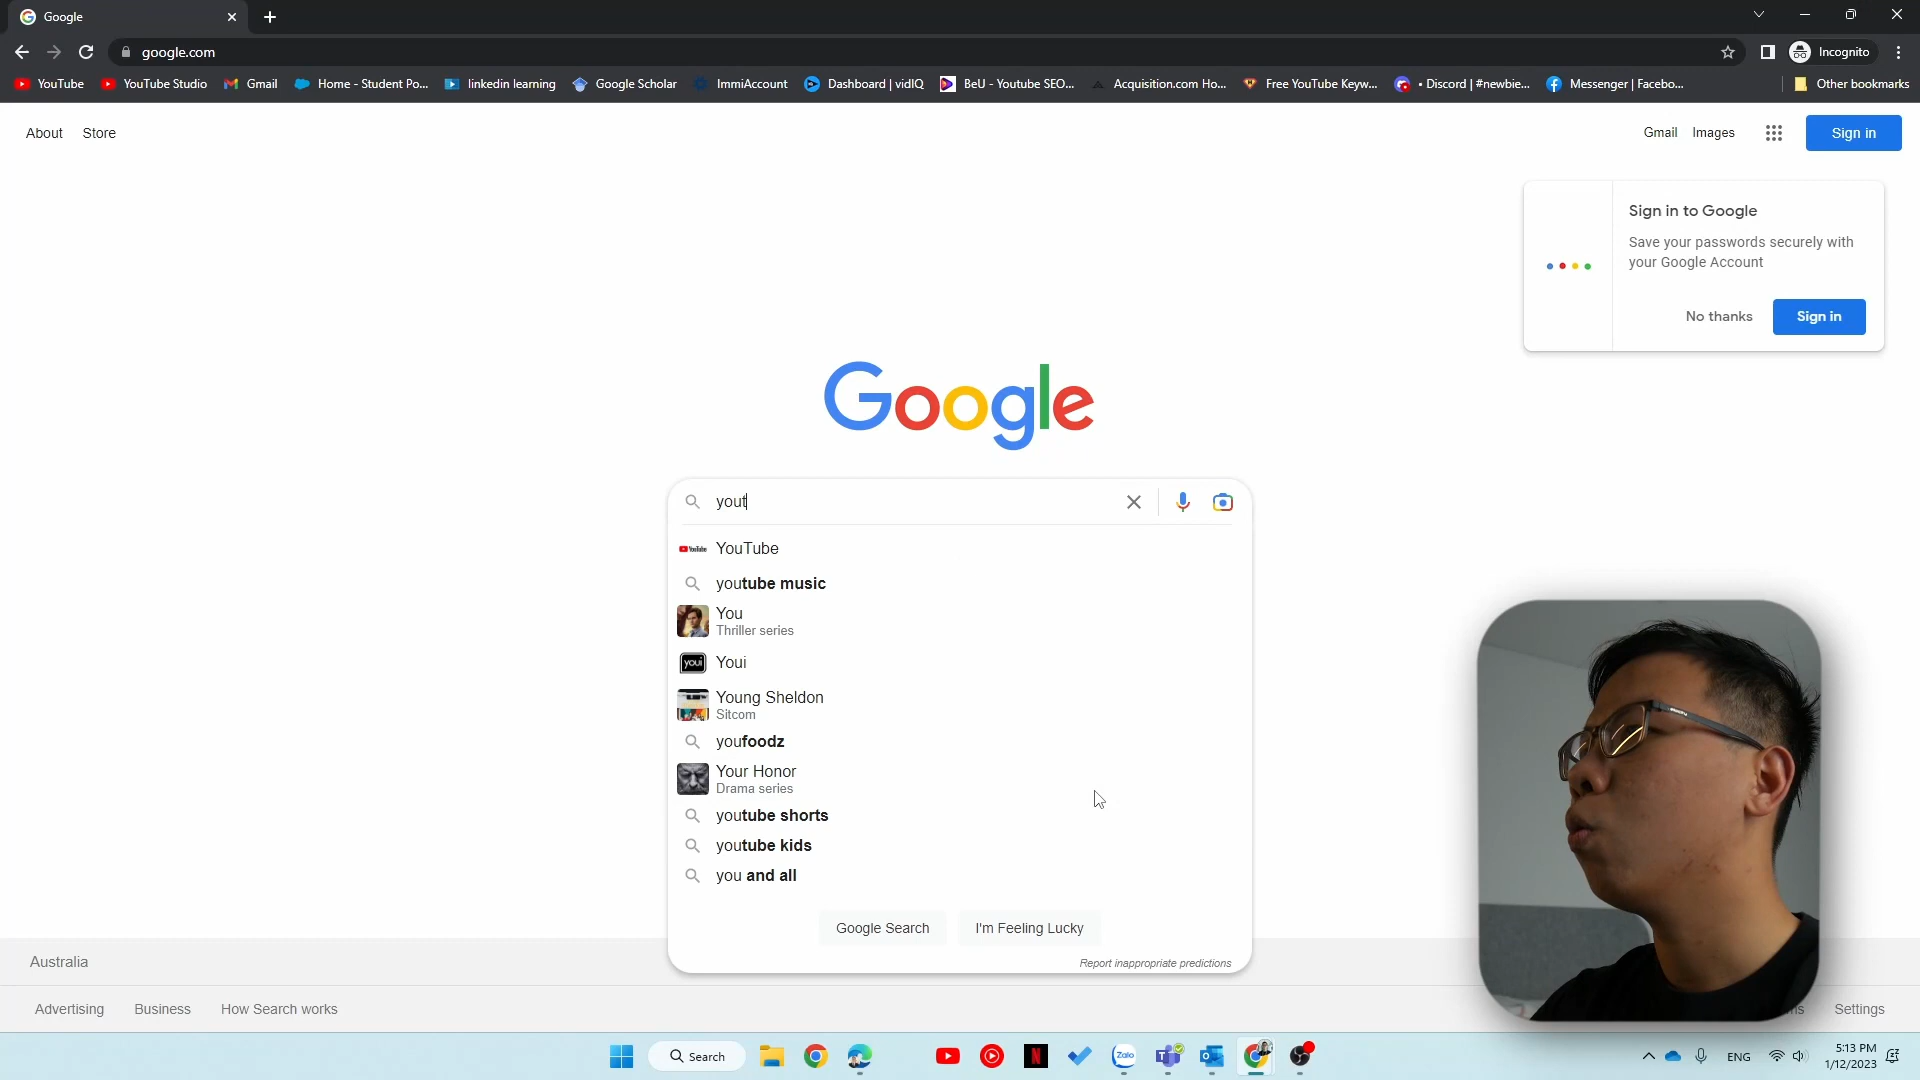 Google
google.com
Incognito
YouTube
YouTube Studio
Gmail
Home - Student Po...
linkedin learning
Google Scholar
ImmiAccount
Dashboard | vidIQ
BeU - Youtube SEO...
Acquisition.com Ho...
Free YouTube Keyw...
• Discord | #newbie...
Messenger | Facebo...
Other bookmarks
About
Store
Gmail
Images
Sign in
Sign in to Google
Save your passwords securely with
your Google Account
No thanks
Sign in
Google
yout
YouTube
YouTube
youtube music
You
Thriller series
youi
Youi
Young Sheldon
Sitcom
youfoodz
Your Honor
Drama series
youtube shorts
youtube kids
you and all
Google Search
I'm Feeling Lucky
Report inappropriate predictions
Australia
Advertising
Business
How Search works
Settings
Search
N
Zalo
ENG
5:13 PM
1/12/2023